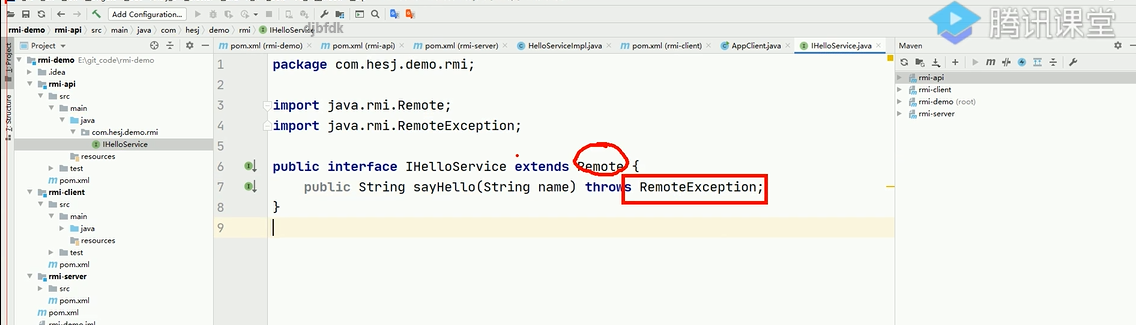 Add Configuration...
dibfdk
腾讯课堂
rmi-demo rmi-api src main java com hesj demo rmi IHelloService
Project
pom.xml (rmi-demo) pom.xml (rmi-api) pom.xml (rmi-server) HelloServiceImpl.java pom.xml (rmi-client) AppClient.java IHelloService.java
Maven
1: Project
7: Structure
rmi-demo E:\git_code\rmi-demo
.idea
rmi-api
src
main
java
com.hesj.demo.rmi
IHelloService
resources
test
pom.xml
rmi-client
src
main
java
resources
test
pom.xml
rmi-server
src
pom.xml
pom.xml
rmi-demo.iml
1 package com.hesj.demo.rmi;
2
3 import java.rmi.Remote;
4 import java.rmi.RemoteException;
5
6 public interface IHelloService extends Remote {
7 public String sayHello(String name) throws RemoteException;
8 }
9
rmi-api
rmi-client
rmi-demo (root)
rmi-server